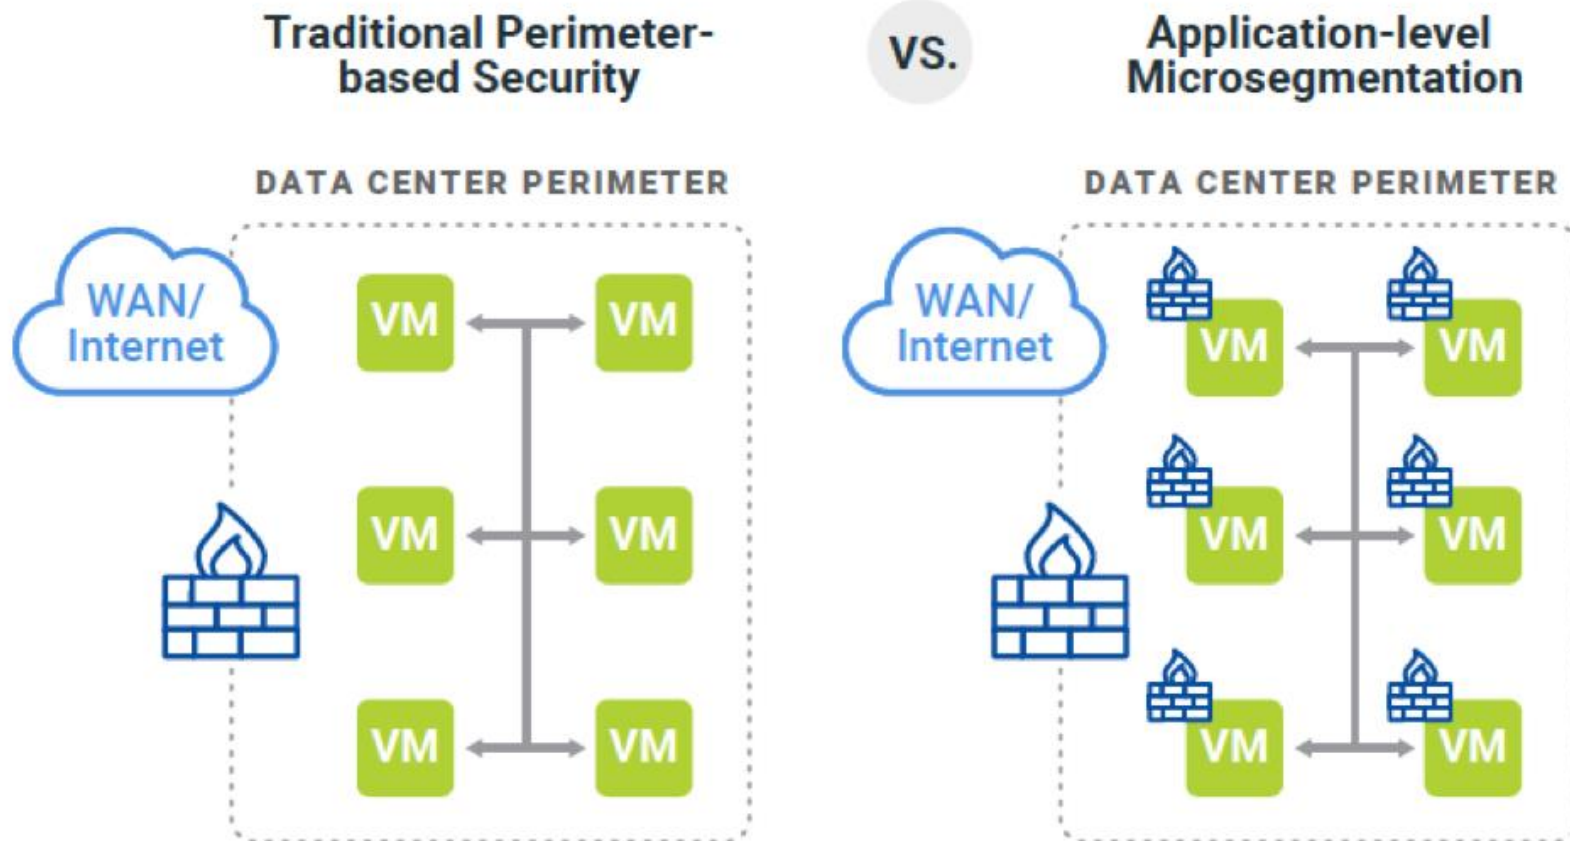 Traditional Perimeter-
based Security
VS.
Application-level
Microsegmentation
DATA CENTER PERIMETER
WAN/
Internet
VM
VM
VM
VM
VM
VM
DATA CENTER PERIMETER
WAN/
Internet
VM
VM
VM
VM
VM
VM